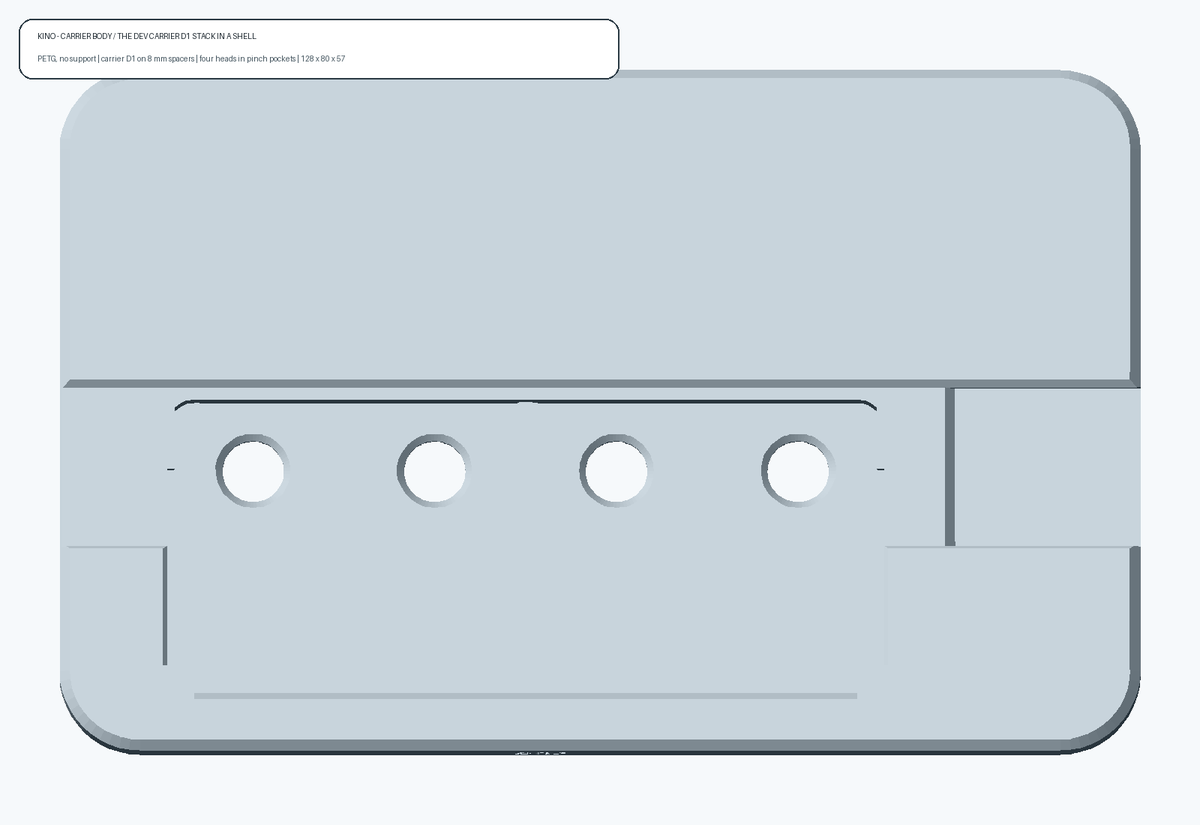 KINO - CARRIER BODY / THE DEV CARRIER D1 STACK IN A SHELL
PETG, no support | carrier D1 on 8 mm spacers | four heads in pinch pockets | 128 x 80 x 57